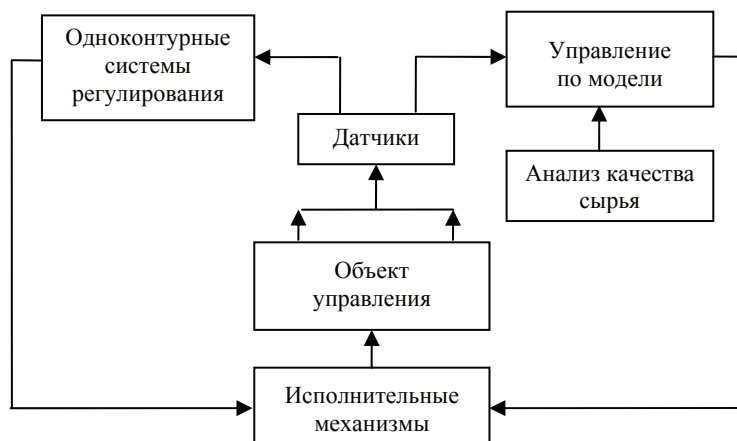 Одноконтурные
системы
регулирования
Управление
по модели
Датчики
Анализ качества
сырья
Объект
управления
Исполнительные
механизмы